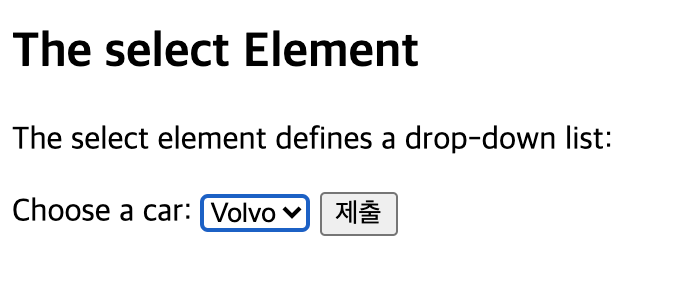 The select Element
The select element defines a drop-down list:
Choose a car: Volvo 제출